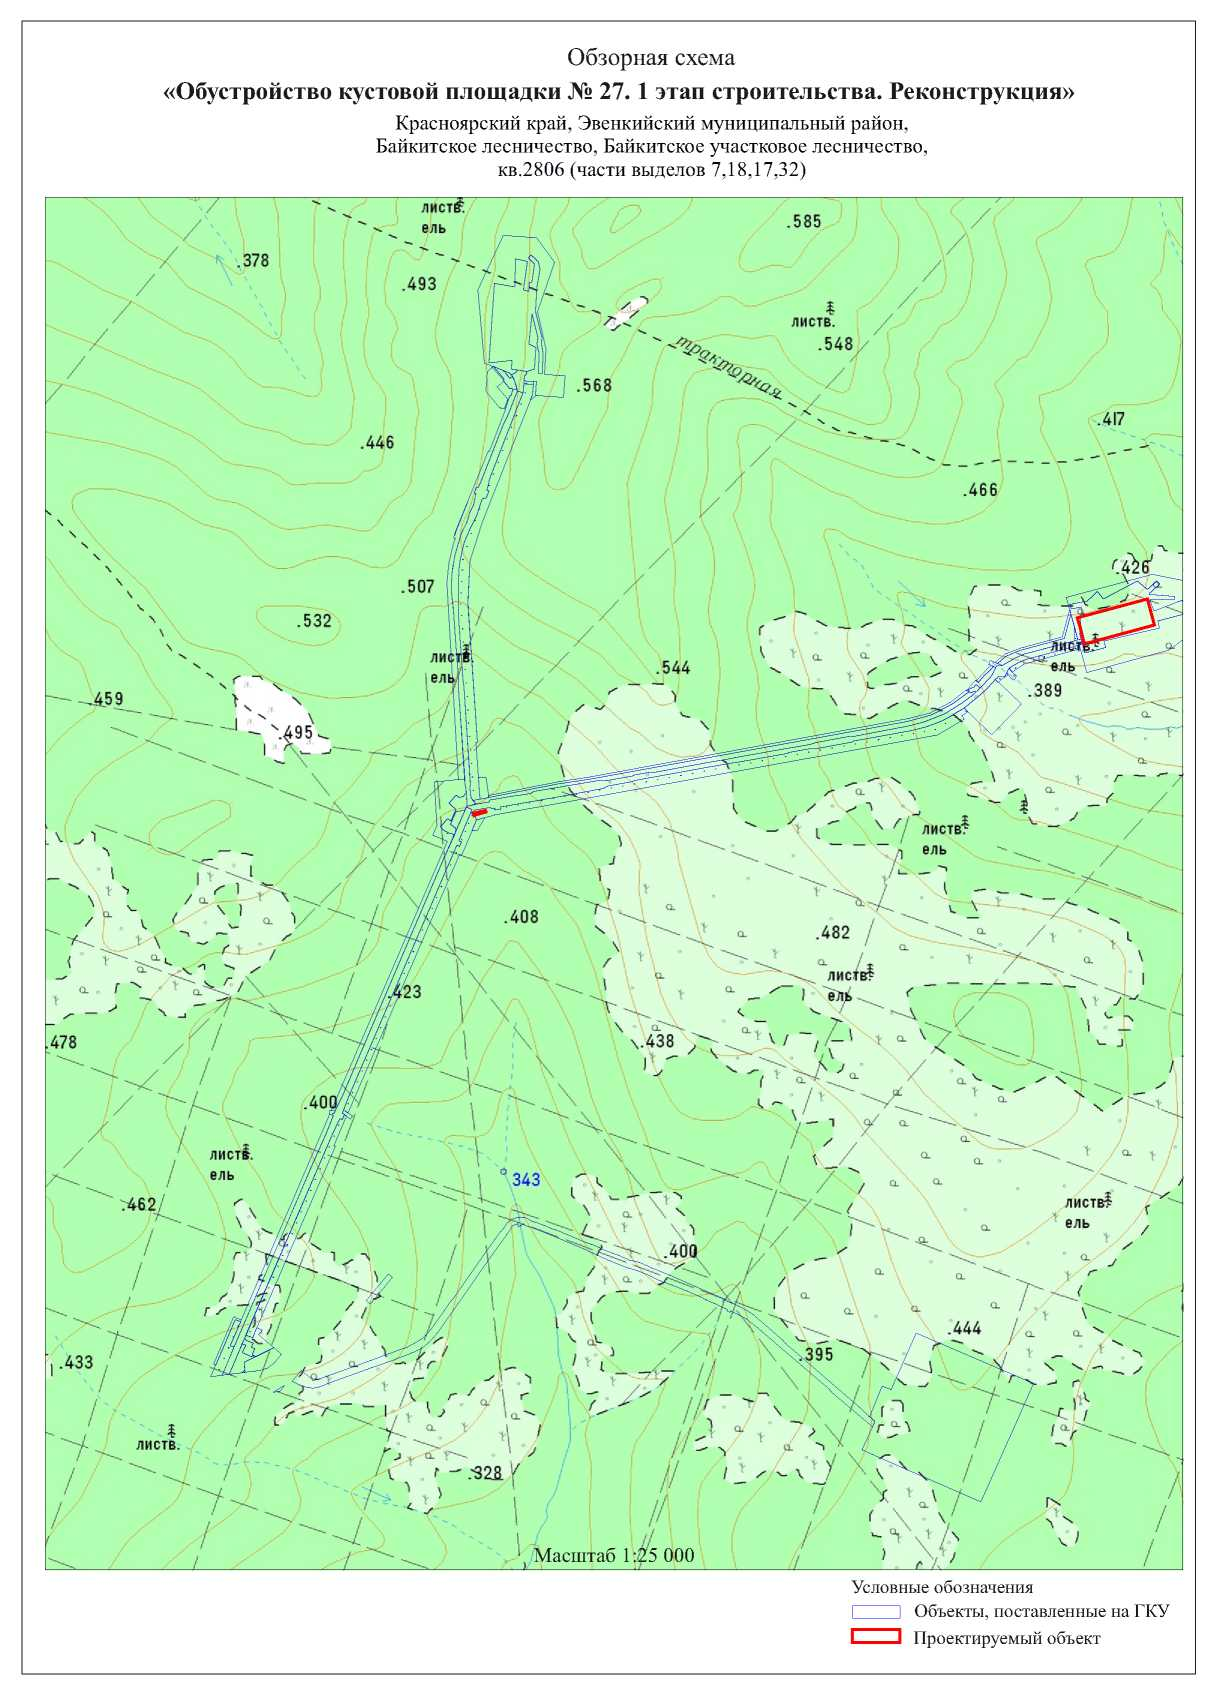 Обзорная схема
«Обустройство кустовой площадки № 27. 1 этап строительства. Реконструкция»
Красноярский край, Эвенкийский муниципальный район,
Байкитское лесничество, Байкитское участковое лесничество,
кв.2806 (части выделов 7,18,17,32)
листв.
ель
.585
.378
.493
листв.
.548
тракторная
.568
.417
.446
.466
.507
.426
.532
листв.
ель
листв.
ель
.544
.389
.459
.495
листв.
ель
.408
.482
листв.
ель
.423
.478
.438
.400
листв.
ель
343
.462
листв.
ель
.400
.444
.433
.395
листв.
.328
Масштаб 1:25 000
Условные обозначения
Объекты, поставленные на ГКУ
Проектируемый объект